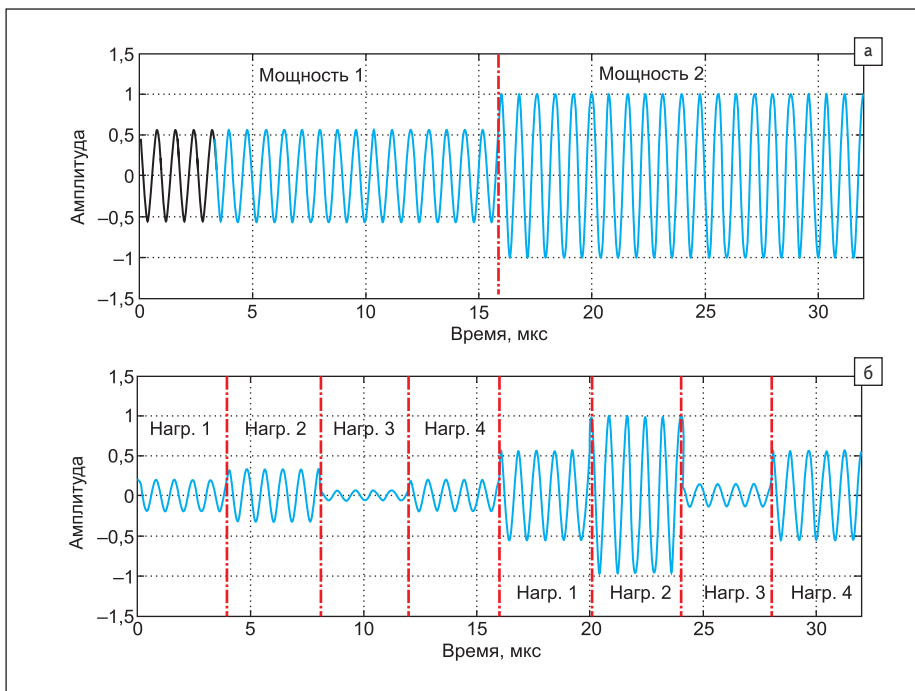 а
1,5
Мощность 1
Мощность 2
1
0,5
0
–0,5
–1
–1,5
Амплитуда
0 5 10 15 20 25 30
Время, мкс
б
1,5
1
Нагр. 1 Нагр. 2 Нагр. 3 Нагр. 4
0,5
0
–0,5
–1
Нагр. 1 Нагр. 2 Нагр. 3 Нагр. 4
–1,5
Амплитуда
0 5 10 15 20 25 30
Время, мкс